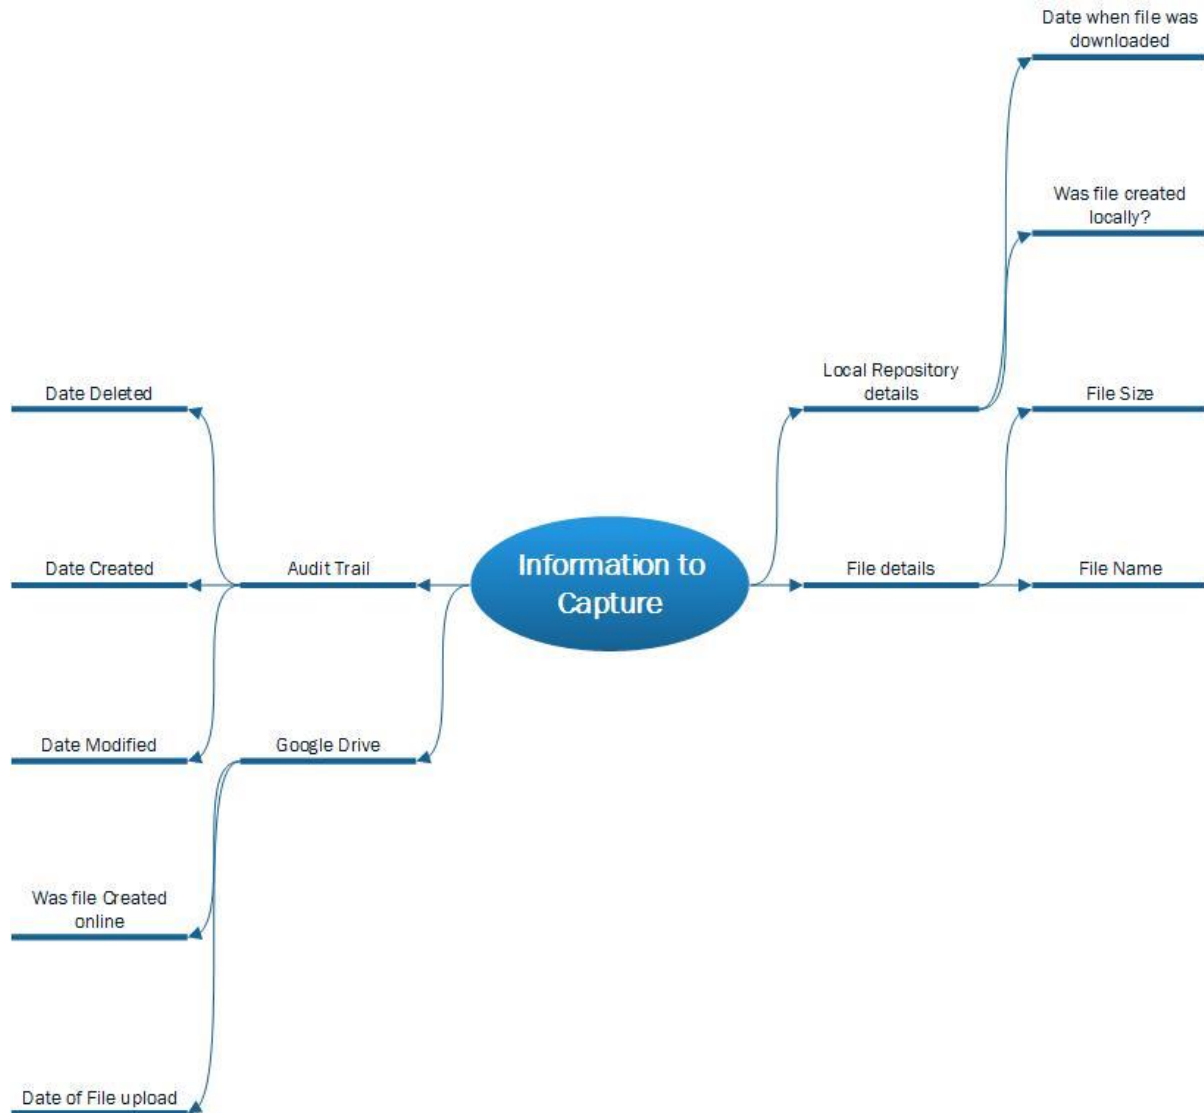 Date when file was
downloaded
Was file created
locally?
Local Repository
details
File Size
File details
File Name
Information to
Capture
Audit Trail
Date Deleted
Date Created
Date Modified
Google Drive
Was file Created
online
Date of File upload